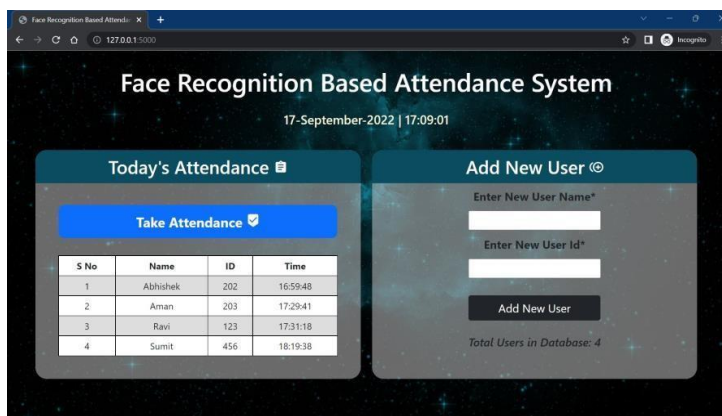 Face Recognition Based Attenda
127.0.0.1:5000
Incognito
Face Recognition Based Attendance System
17-September-2022 | 17:09:01
Today's Attendance
Take Attendance
S No Name ID Time
1 Abhishek 202 16:59:48
2 Aman 203 17:29:41
3 Ravi 123 17:31:18
4 Sumit 456 18:19:38
Add New User
Enter New User Name*
Enter New User Id*
Add New User
Total Users in Database: 4